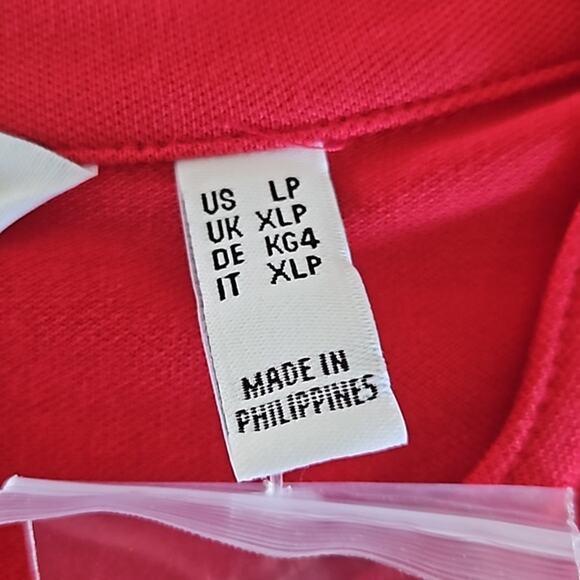 US LP
UK XLP
DE KG4
IT XLP
MADE IN
PHILIPPINES